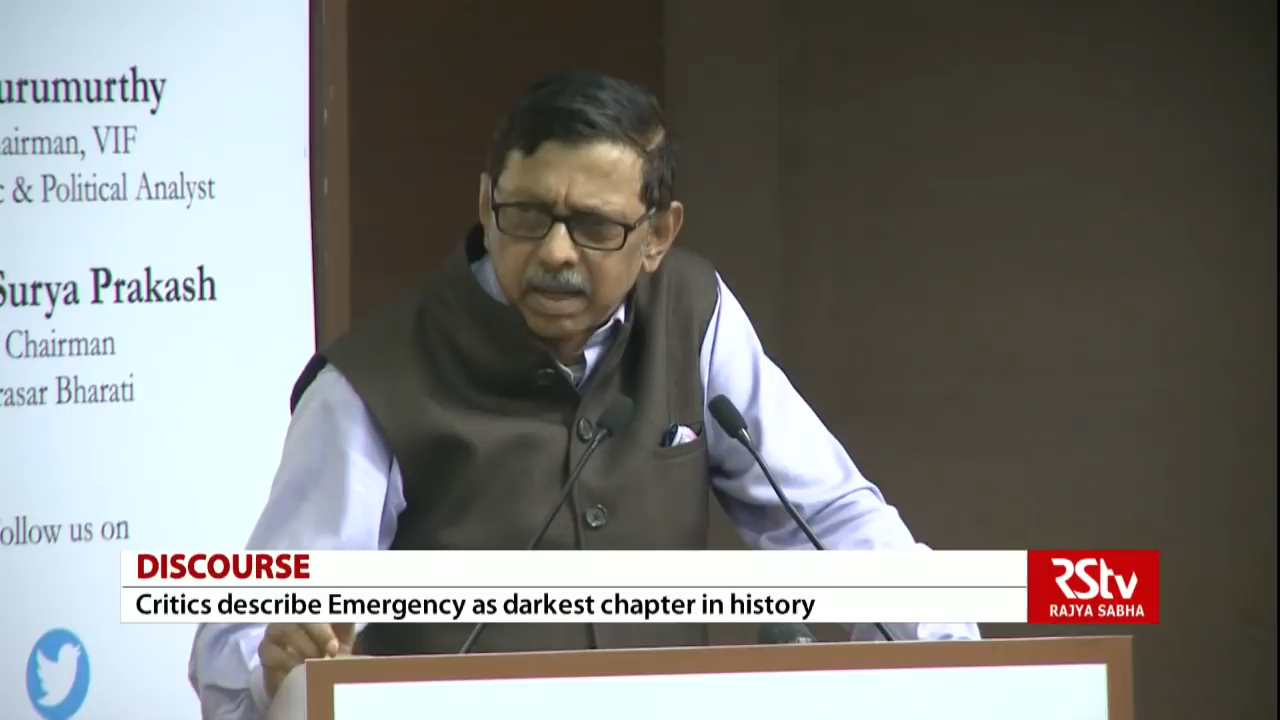 urumurthy
airman, VIF
c & Political Analyst
Surya Prakash
Chairman
rasar Bharati
ollow us on
DISCOURSE
Critics describe Emergency as darkest chapter in history
RSTV
RAJYA SABHA